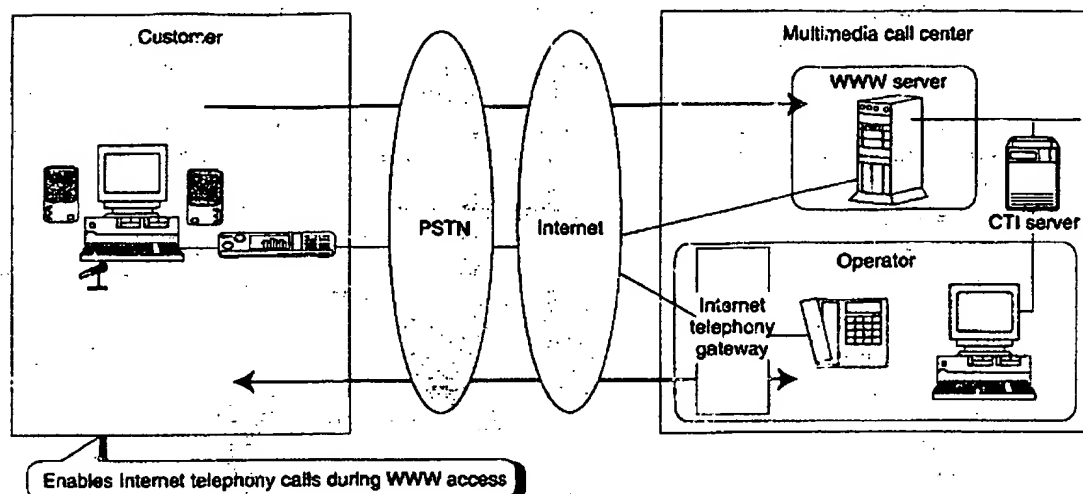 Customer
Multimedia call center
WWW server
PSTN
Internet
CTI server
Operator
Internet
telephony
gateway
Enables Internet telephony calls during WWW access